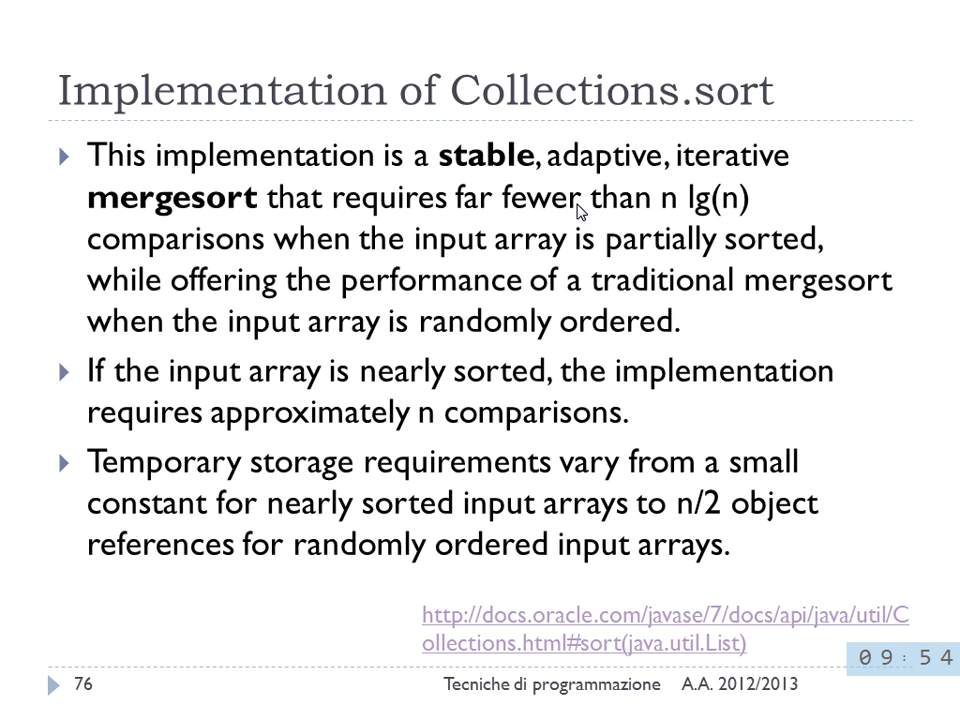 Implementation of Collections.sort
This implementation is a stable, adaptive, iterative
mergesort that requires far fewer than n lg(n)
comparisons when the input array is partially sorted,
while offering the performance of a traditional mergesort
when the input array is randomly ordered.
If the input array is nearly sorted, the implementation
requires approximately n comparisons.
Temporary storage requirements vary from a small
constant for nearly sorted input arrays to n/2 object
references for randomly ordered input arrays.
http://docs.oracle.com/javase/7/docs/api/java/util/C
ollections.html#sort(java.util.List)
09:54
76 Tecniche di programmazione A.A. 2012/2013